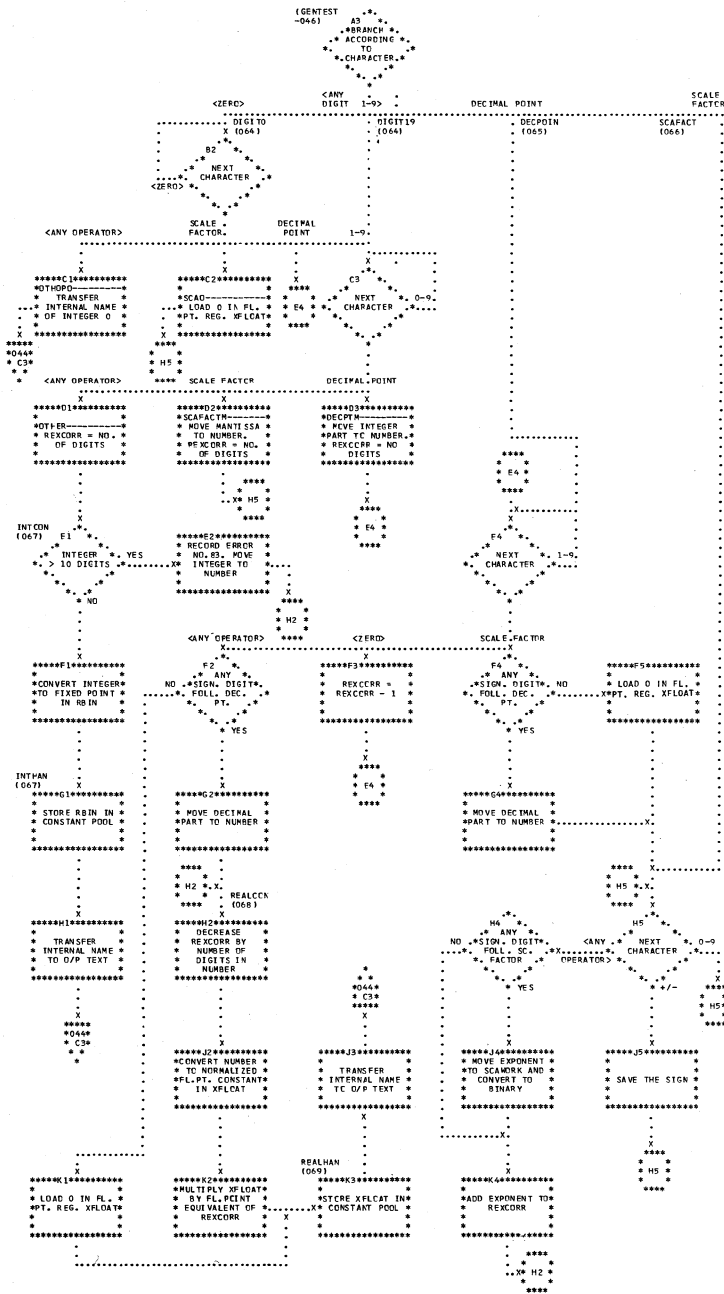 (GENTEST
-046)
A3
BRANCH
ACCORDING
TO
CHARACTER.
<ZERO>
<ANY
DIGIT 1-9>
DECIMAL POINT
SCALE
FACTOR
DIGIT0
(064)
DIGIT19
(064)
DECPOIN
(065)
SCAFACT
(066)
B2
NEXT
CHARACTER
<ZERO>
<ANY OPERATOR>
SCALE
FACTOR
DECIMAL
POINT
1-9
C1
OTHOPO
TRANSFER
INTERNAL NAME
OF INTEGER 0
C2
SCAO
LOAD 0 IN FL.
PT. REG. XFLOAT
E4
C3
NEXT
CHARACTER
0-9
044
C3
H5
<ANY OPERATOR>
SCALE FACTOR
DECIMAL POINT
D1
OTHER
REXCORR = NO.
OF DIGITS
D2
SCAFACTM
MOVE MANTISSA
TO NUMBER.
REXCORR = NO.
OF DIGITS
D3
DECPTM
MOVE INTEGER
PART TO NUMBER.
REXCORR = NO
DIGITS
H5
E4
E4
INTCON
(067)
E1
INTEGER
> 10 DIGITS
YES
NO
E2
RECORD ERROR
NO.83. MOVE
INTEGER TO
NUMBER
H2
E4
NEXT
CHARACTER
1-9
<ANY OPERATOR>
<ZERO>
SCALE FACTOR
F1
CONVERT INTEGER
TO FIXED POINT
IN RBIN
F2
ANY
SIGN. DIGIT
FOLL. DEC.
PT.
NO
YES
F3
REXCORR =
REXCORR - 1
F4
ANY
SIGN. DIGIT
FOLL. DEC.
PT.
NO
YES
F5
LOAD 0 IN FL.
PT. REG. XFLOAT
E4
INTHAN
(067)
G1
STORE RBIN IN
CONSTANT POOL
G2
MOVE DECIMAL
PART TO NUMBER
G4
MOVE DECIMAL
PART TO NUMBER
H2
REALCON
(068)
H5
H1
TRANSFER
INTERNAL NAME
TO O/P TEXT
H2
DECREASE
REXCORR BY
NUMBER OF
DIGITS IN
NUMBER
H4
ANY
SIGN. DIGIT
FOLL. SC.
FACTOR
NO
YES
<ANY
OPERATOR>
H5
NEXT
CHARACTER
0-9
+/-
H5
044
C3
044
C3
J2
CONVERT NUMBER
TO NORMALIZED
FL.PT. CONSTANT
IN XFLOAT
J3
TRANSFER
INTERNAL NAME
TO O/P TEXT
J4
MOVE EXPONENT
TO SCAWORK AND
CONVERT TO
BINARY
J5
SAVE THE SIGN
H5
REALHAN
(069)
K1
LOAD 0 IN FL.
PT. REG. XFLOAT
K2
MULTIPLY XFLOAT
BY FL.POINT
EQUIVALENT OF
REXCORR
K3
STORE XFLOAT IN
CONSTANT POOL
K4
ADD EXPONENT TO
REXCORR
H2